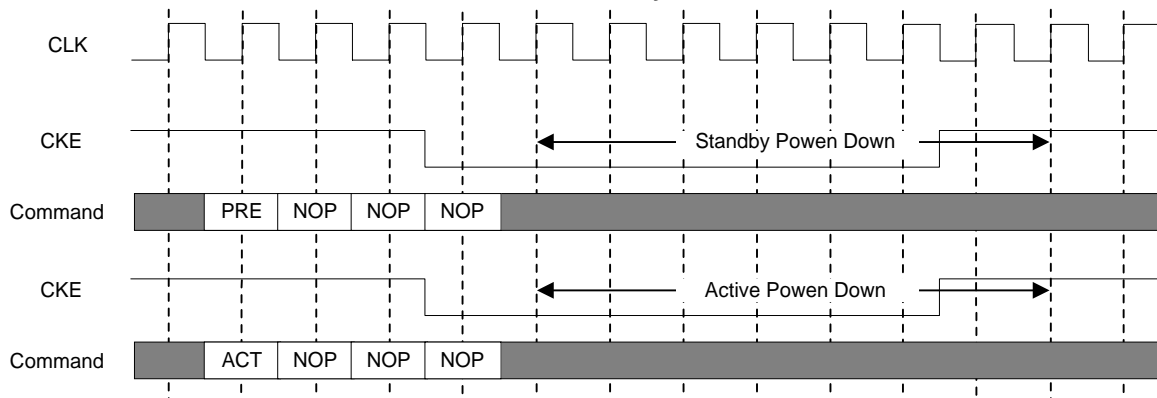 CLK
CKE
Standby Powen Down
Command
PRE NOP NOP NOP
CKE
Active Powen Down
Command
ACT NOP NOP NOP